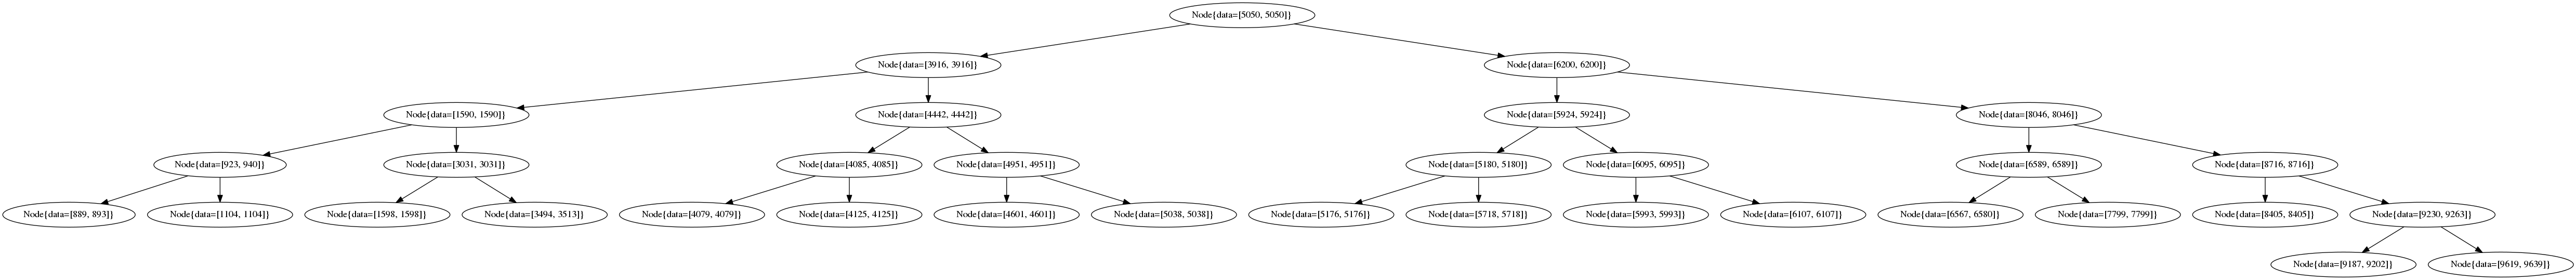 Node{data=[5050, 5050]}
Node{data=[3916, 3916]}
Node{data=[6200, 6200]}
Node{data=[1590, 1590]}
Node{data=[4442, 4442]}
Node{data=[5924, 5924]}
Node{data=[8046, 8046]}
Node{data=[923, 940]}
Node{data=[3031, 3031]}
Node{data=[4085, 4085]}
Node{data=[4951, 4951]}
Node{data=[5180, 5180]}
Node{data=[6095, 6095]}
Node{data=[6589, 6589]}
Node{data=[8716, 8716]}
Node{data=[889, 893]}
Node{data=[1104, 1104]}
Node{data=[1598, 1598]}
Node{data=[3494, 3513]}
Node{data=[4079, 4079]}
Node{data=[4125, 4125]}
Node{data=[4601, 4601]}
Node{data=[5038, 5038]}
Node{data=[5176, 5176]}
Node{data=[5718, 5718]}
Node{data=[5993, 5993]}
Node{data=[6107, 6107]}
Node{data=[6567, 6580]}
Node{data=[7799, 7799]}
Node{data=[8405, 8405]}
Node{data=[9230, 9263]}
Node{data=[9187, 9202]}
Node{data=[9619, 9639]}